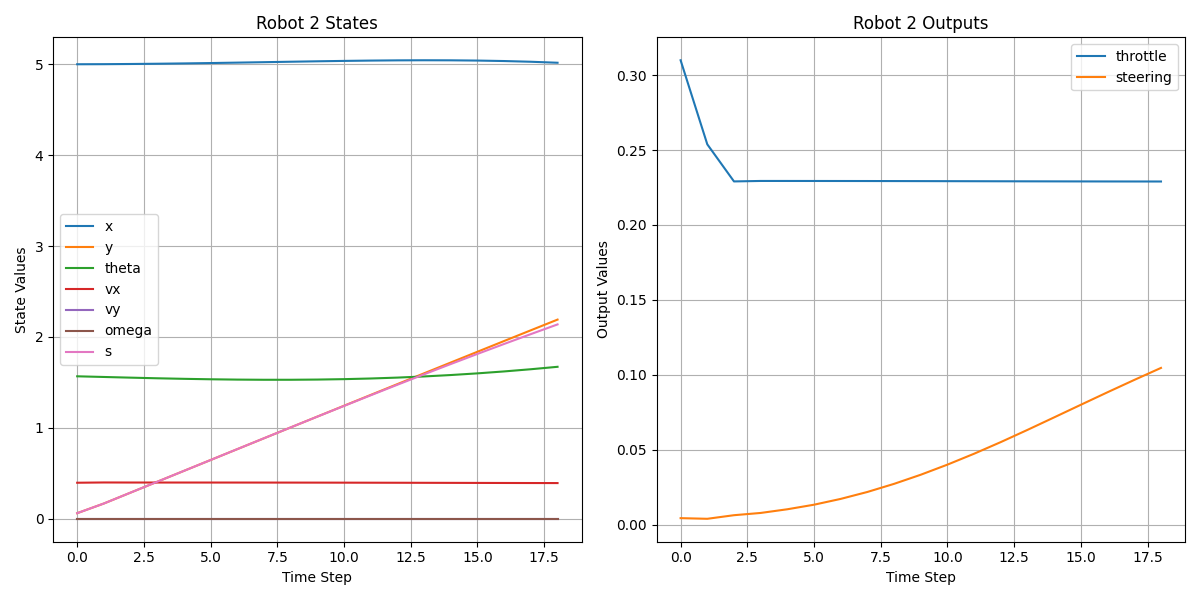 Robot 2 States
State Values
5
4
3
2
1
0
x
y
theta
vx
vy
omega
s
0.0 2.5 5.0 7.5 10.0 12.5 15.0 17.5
Time Step
Robot 2 Outputs
Output Values
0.30
0.25
0.20
0.15
0.10
0.05
0.00
throttle
steering
0.0 2.5 5.0 7.5 10.0 12.5 15.0 17.5
Time Step